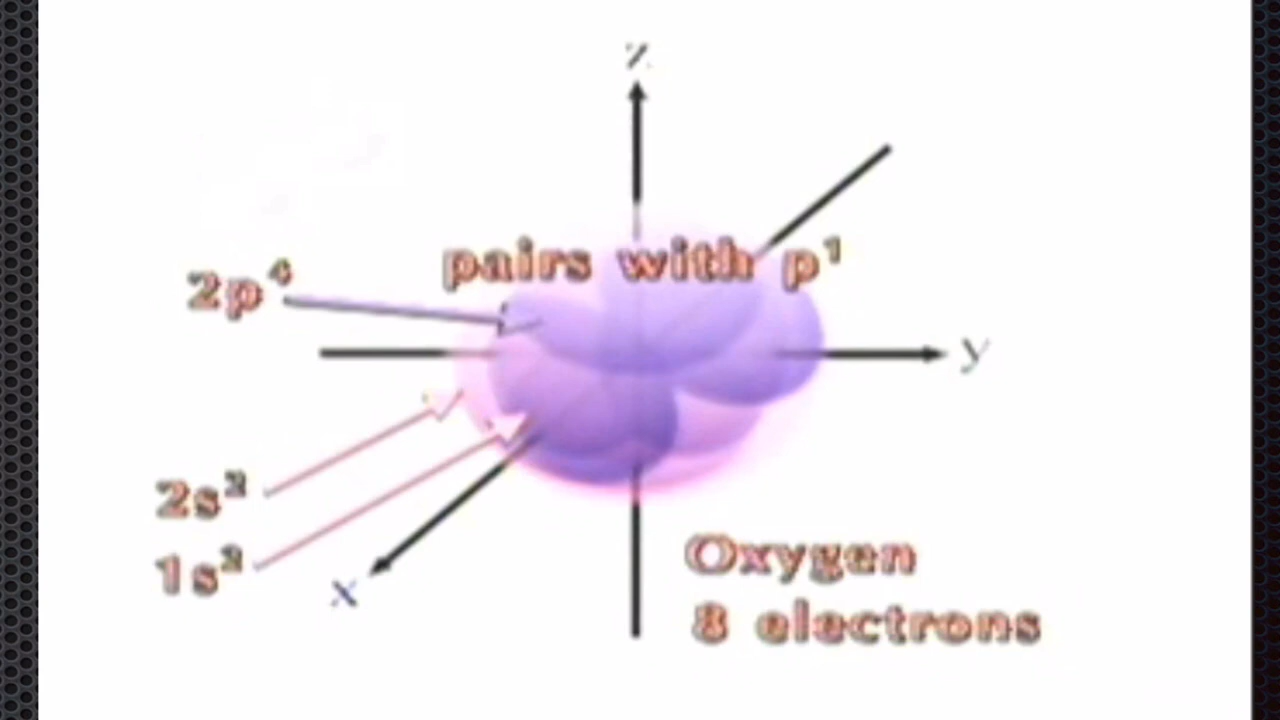 z
pairs with p¹
2p⁴
y
2s²
1s²
x
Oxygen
8 electrons